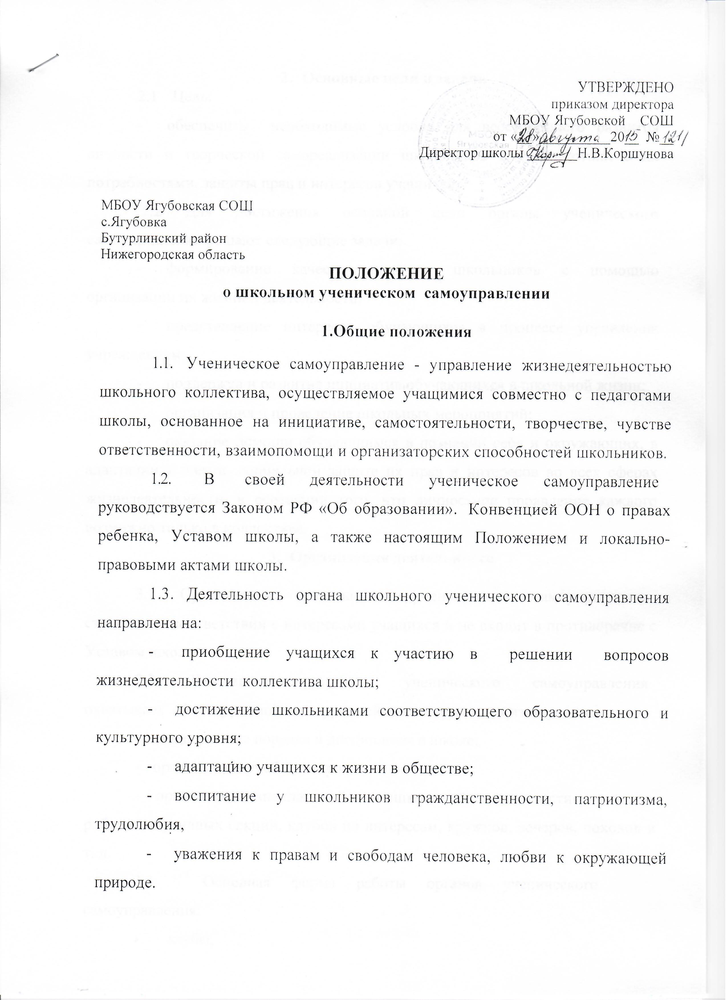 УТВЕРЖДЕНО
приказом директора
МБОУ Ягубовской СОШ
от «28» августа 2015 № 121/
Директор школы Н.В.Коршунова
МБОУ Ягубовская СОШ
с.Ягубовка
Бутурлинский район
Нижегородская область
ПОЛОЖЕНИЕ
о школьном ученическом самоуправлении
1.Общие положения
1.1. Ученическое самоуправление - управление жизнедеятельностью
школьного коллектива, осуществляемое учащимися совместно с педагогами
школы, основанное на инициативе, самостоятельности, творчестве, чувстве
ответственности, взаимопомощи и организаторских способностей школьников.
1.2. В своей деятельности ученическое самоуправление
руководствуется Законом РФ «Об образовании». Конвенцией ООН о правах
ребенка, Уставом школы, а также настоящим Положением и локально-
правовыми актами школы.
1.3. Деятельность органа школьного ученического самоуправления
направлена на:
- приобщение учащихся к участию в решении вопросов
жизнедеятельности коллектива школы;
- достижение школьниками соответствующего образовательного и
культурного уровня;
- адаптацию учащихся к жизни в обществе;
- воспитание у школьников гражданственности, патриотизма,
трудолюбия,
- уважения к правам и свободам человека, любви к окружающей
природе.